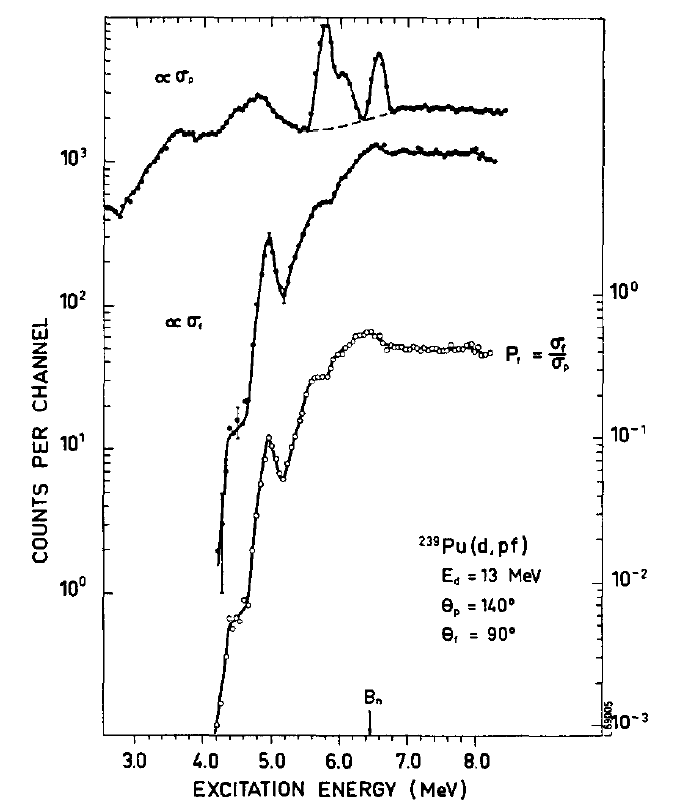 ∝ σₚ
10³
10²
10⁰
∝ σf
Pf = σf/σp
COUNTS PER CHANNEL
10¹
10⁻¹
²³⁹Pu(d,pf)
Ed = 13 MeV
10⁰
10⁻²
θp = 140°
θf = 90°
Bn
69005
10⁻³
3.0 4.0 5.0 6.0 7.0 8.0
EXCITATION ENERGY (MeV)